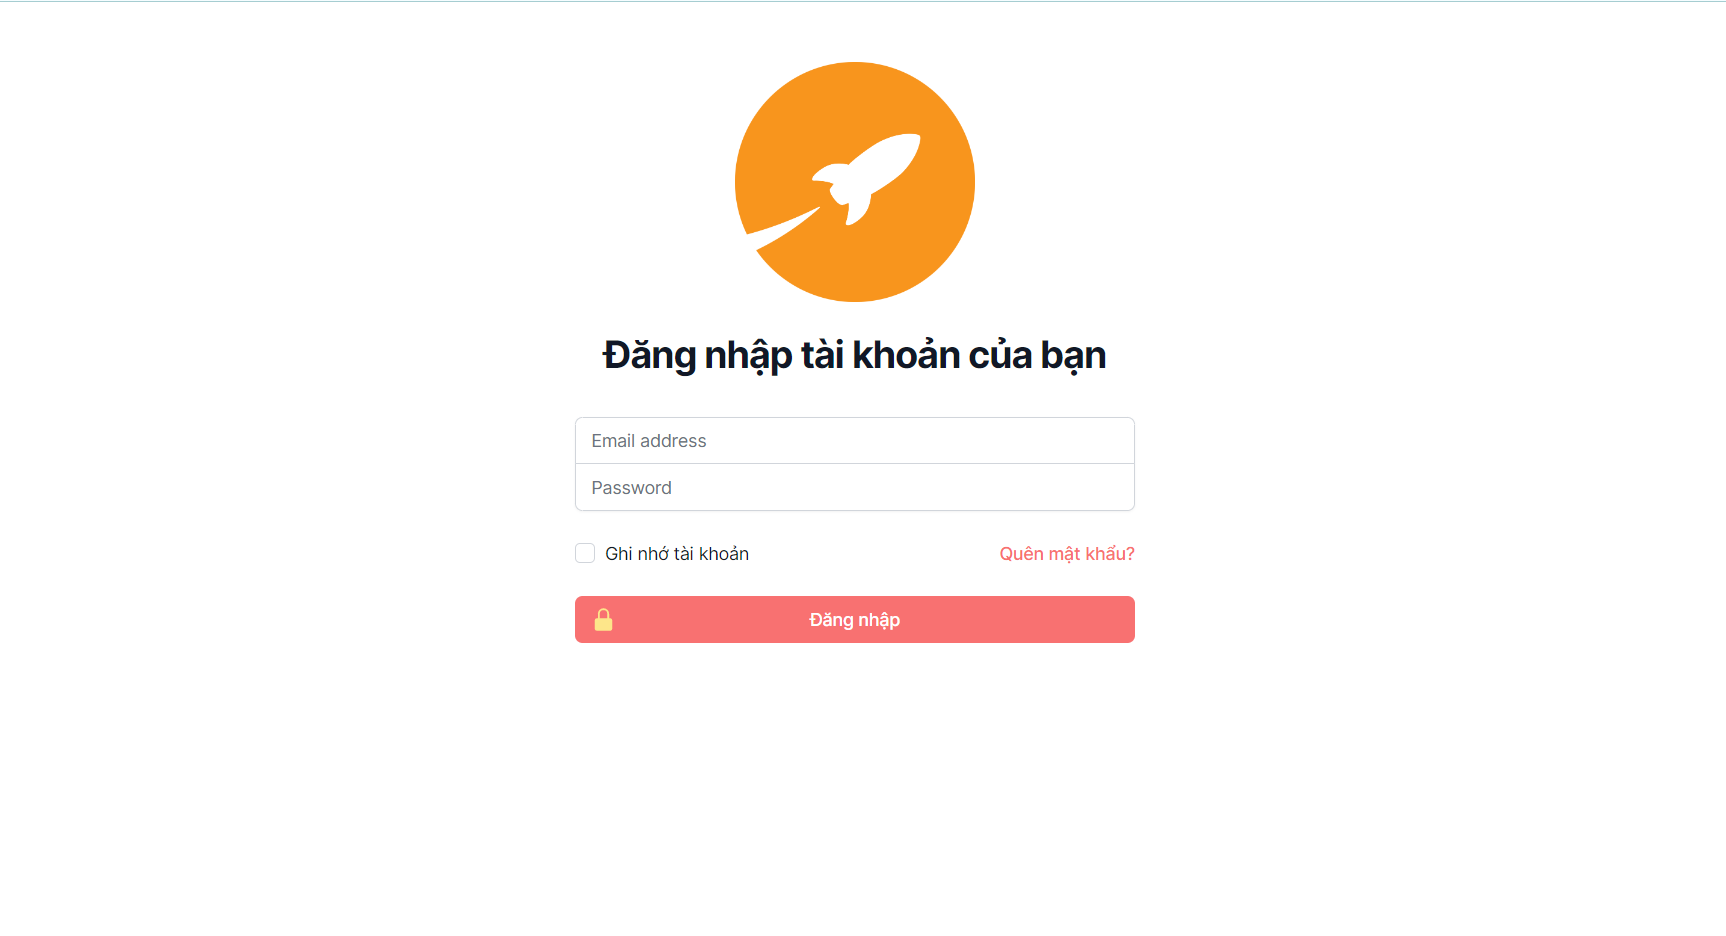 Đăng nhập tài khoản của bạn
Email address
Password
Ghi nhớ tài khoản
Quên mật khẩu?
Đăng nhập